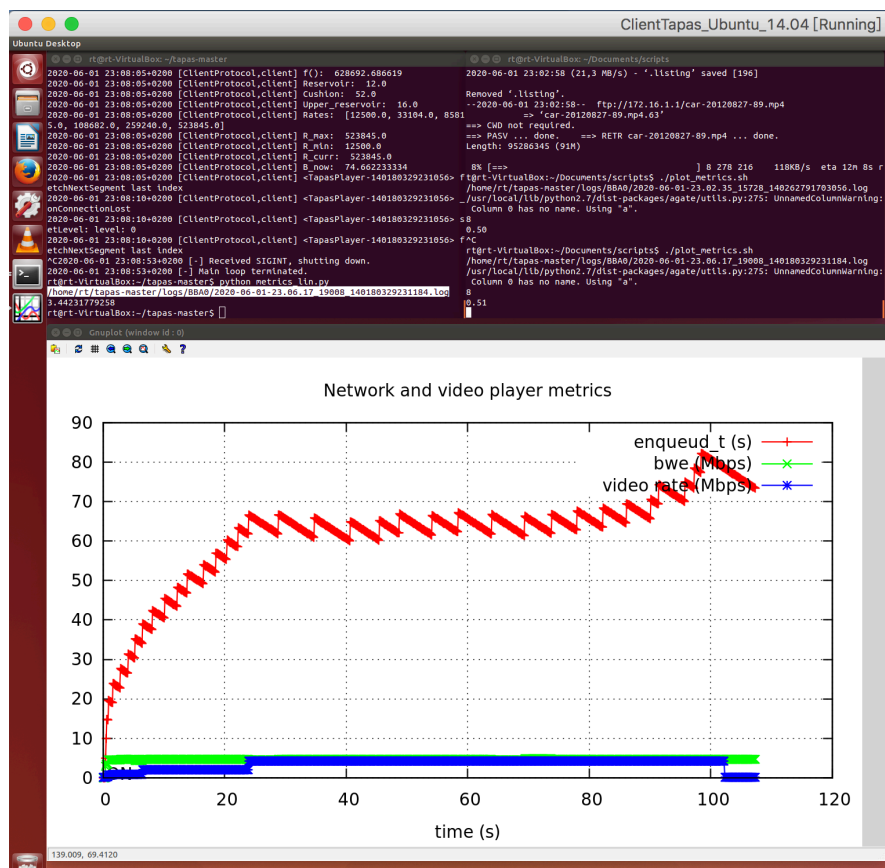 ClientTapas_Ubuntu_14.04 [Running]
Ubuntu Desktop
rt@rt-VirtualBox: ~/tapas-master
2020-06-01 23:08:05+0200 [ClientProtocol,client] f(): 628692.686619
2020-06-01 23:08:05+0200 [ClientProtocol,client] Reservoir: 12.0
2020-06-01 23:08:05+0200 [ClientProtocol,client] Cushion: 52.0
2020-06-01 23:08:05+0200 [ClientProtocol,client] Upper_reservoir: 16.0
2020-06-01 23:08:05+0200 [ClientProtocol,client] Rates: [12500.0, 33104.0, 8581
5.0, 108682.0, 259240.0, 523845.0]
2020-06-01 23:08:05+0200 [ClientProtocol,client] R_max: 523845.0
2020-06-01 23:08:05+0200 [ClientProtocol,client] R_min: 12500.0
2020-06-01 23:08:05+0200 [ClientProtocol,client] R_curr: 523845.0
2020-06-01 23:08:05+0200 [ClientProtocol,client] B_now: 74.662233334
2020-06-01 23:08:05+0200 [ClientProtocol,client] <TapasPlayer-140180329231056> f
etchNextSegment last index
2020-06-01 23:08:10+0200 [ClientProtocol,client] <TapasPlayer-140180329231056> _
onConnectionLost
2020-06-01 23:08:10+0200 [ClientProtocol,client] <TapasPlayer-140180329231056> s
etLevel: level: 0
2020-06-01 23:08:10+0200 [ClientProtocol,client] <TapasPlayer-140180329231056> f
etchNextSegment last index
^C2020-06-01 23:08:53+0200 [-] Received SIGINT, shutting down.
2020-06-01 23:08:53+0200 [-] Main loop terminated.
rt@rt-VirtualBox:~/tapas-master$ python metrics_lin.py
/home/rt/tapas-master/logs/BBA0/2020-06-01-23.06.17_19008_140180329231184.log
3.44231779258
rt@rt-VirtualBox:~/tapas-master$
rt@rt-VirtualBox: ~/Documents/scripts
2020-06-01 23:02:58 (21,3 MB/s) - ‘.listing’ saved [196]
Removed ‘.listing’.
--2020-06-01 23:02:58-- ftp://172.16.1.1/car-20120827-89.mp4
=> ‘car-20120827-89.mp4.63’
==> CWD not required.
==> PASV ... done. ==> RETR car-20120827-89.mp4 ... done.
Length: 95286345 (91M)
8% [==> ] 8 278 216 118KB/s eta 12m 8s r
t@rt-VirtualBox:~/Documents/scripts$ ./plot_metrics.sh
/home/rt/tapas-master/logs/BBA0/2020-06-01-23.02.35_15728_140262791703056.log
/usr/local/lib/python2.7/dist-packages/agate/utils.py:275: UnnamedColumnWarning:
Column 0 has no name. Using "a".
8
0.50
^C
rt@rt-VirtualBox:~/Documents/scripts$ ./plot_metrics.sh
/home/rt/tapas-master/logs/BBA0/2020-06-01-23.06.17_19008_140180329231184.log
/usr/local/lib/python2.7/dist-packages/agate/utils.py:275: UnnamedColumnWarning:
Column 0 has no name. Using "a".
8
0.51
Gnuplot (window id : 0)
Network and video player metrics
enqueud_t (s)
bwe (Mbps)
video rate (Mbps)
90
80
70
60
50
40
30
20
10
0
0 20 40 60 80 100 120
time (s)
139.009, 69.4120